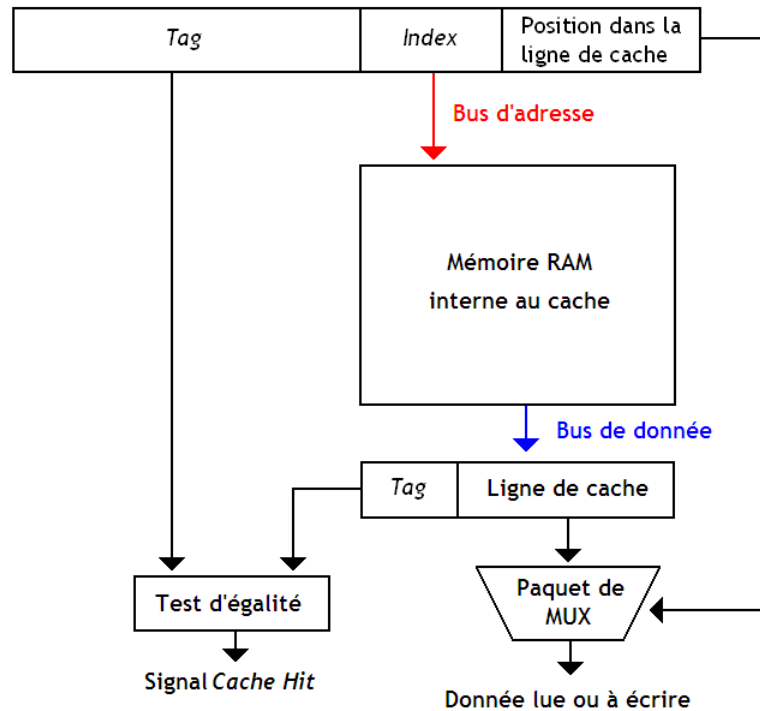 Tag
Index
Position dans la
ligne de cache
Bus d'adresse
Mémoire RAM
interne au cache
Bus de donnée
Tag
Ligne de cache
Test d'égalité
Paquet de
MUX
Signal Cache Hit
Donnée lue ou à écrire